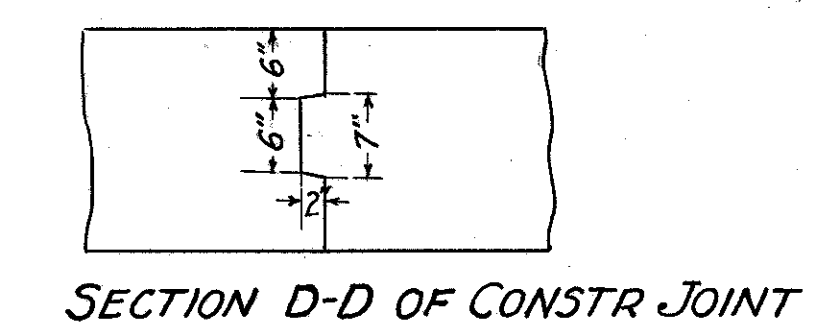 6"
6"
7"
2"
SECTION D-D OF CONSTR JOINT